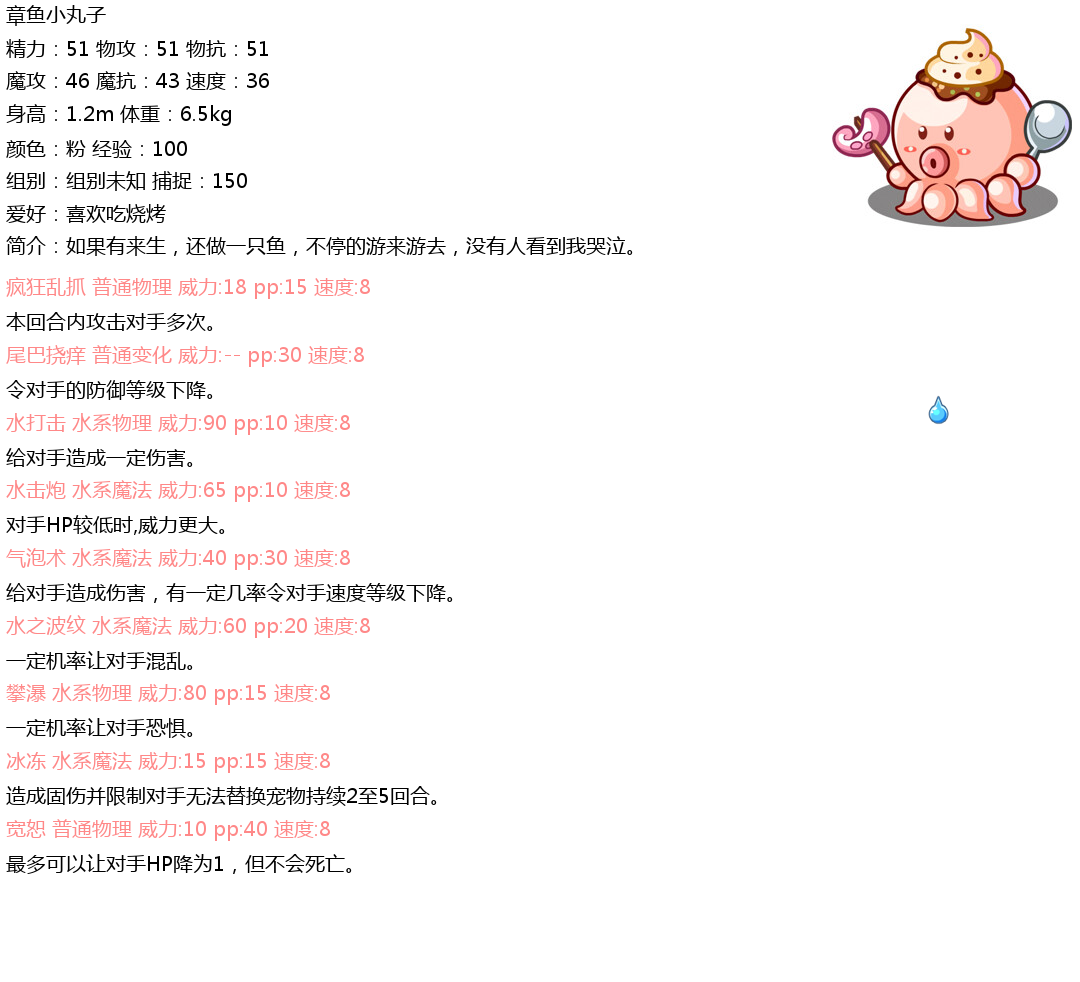 章鱼小丸子
精力：51 物攻：51 物抗：51
魔攻：46 魔抗：43 速度：36
身高：1.2m 体重：6.5kg
颜色：粉 经验：100
组别：组别未知 捕捉：150
爱好：喜欢吃烧烤
简介：如果有来生，还做一只鱼，不停的游来游去，没有人看到我哭泣。
疯狂乱抓 普通物理 威力:18 pp:15 速度:8
本回合内攻击对手多次。
尾巴挠痒 普通变化 威力:-- pp:30 速度:8
令对手的防御等级下降。
水打击 水系物理 威力:90 pp:10 速度:8
给对手造成一定伤害。
水击炮 水系魔法 威力:65 pp:10 速度:8
对手HP较低时,威力更大。
气泡术 水系魔法 威力:40 pp:30 速度:8
给对手造成伤害，有一定几率令对手速度等级下降。
水之波纹 水系魔法 威力:60 pp:20 速度:8
一定机率让对手混乱。
攀瀑 水系物理 威力:80 pp:15 速度:8
一定机率让对手恐惧。
冰冻 水系魔法 威力:15 pp:15 速度:8
造成固伤并限制对手无法替换宠物持续2至5回合。
宽恕 普通物理 威力:10 pp:40 速度:8
最多可以让对手HP降为1，但不会死亡。